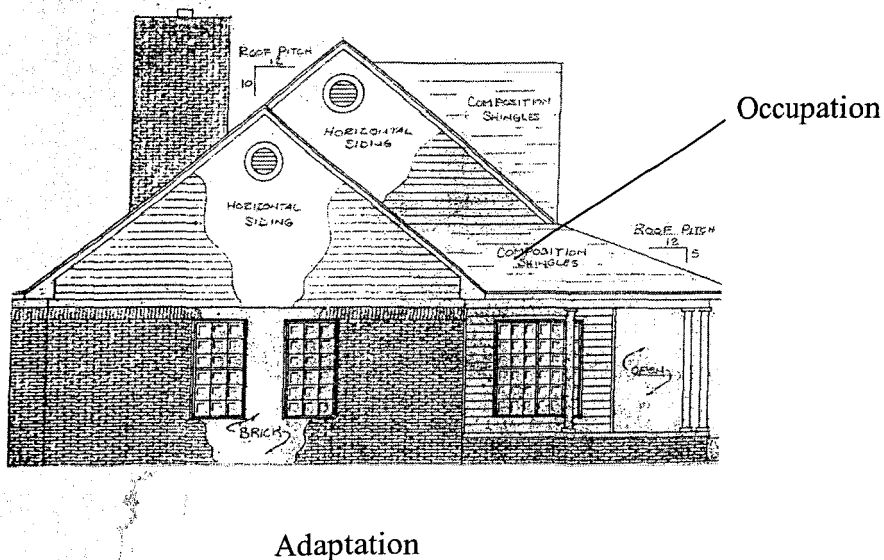 ROOF PITCH
12
10
COMPOSITION
SHINGLES
HORIZONTAL
SIDING
Occupation
HORIZONTAL
SIDING
ROOF PITCH
12
5
COMPOSITION
SHINGLES
OPEN
BRICK
Adaptation